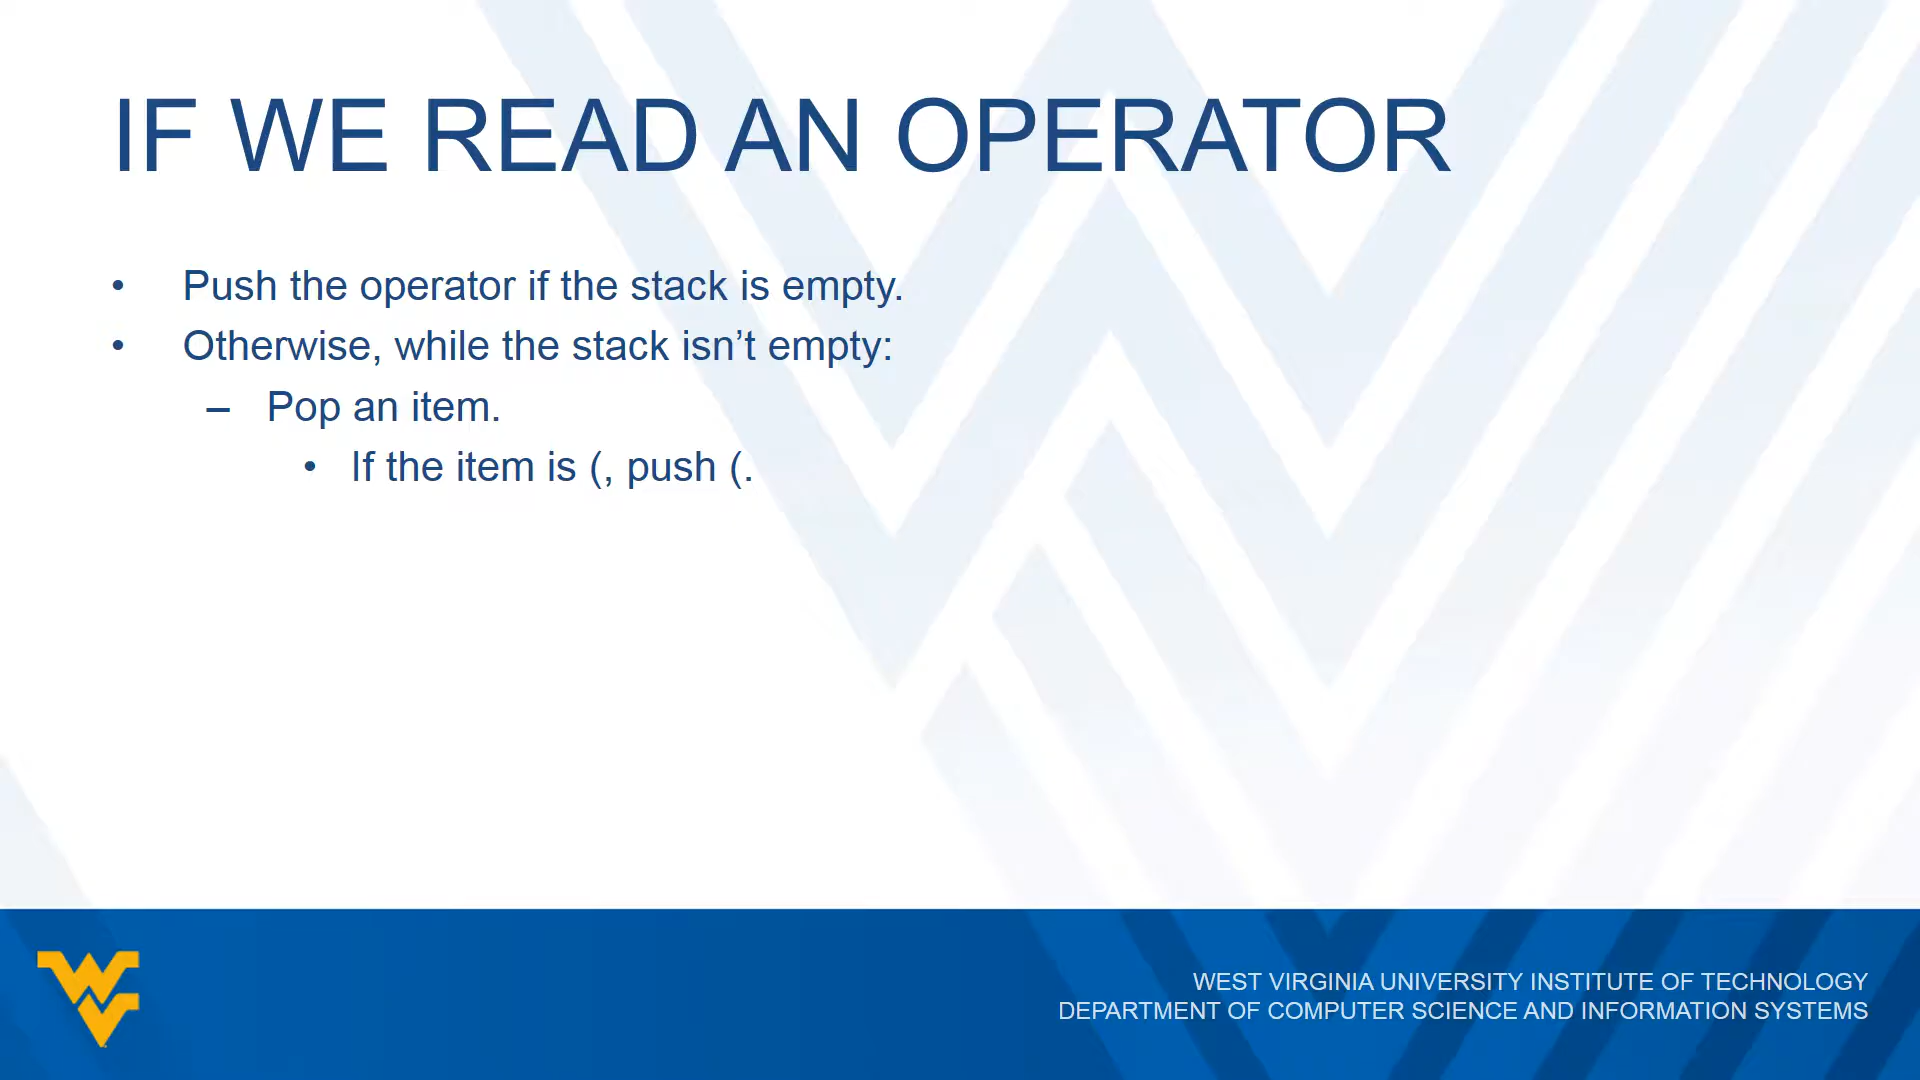 IF WE READ AN OPERATOR
• Push the operator if the stack is empty.
• Otherwise, while the stack isn’t empty:
– Pop an item.
• If the item is (, push (.
WEST VIRGINIA UNIVERSITY INSTITUTE OF TECHNOLOGY
DEPARTMENT OF COMPUTER SCIENCE AND INFORMATION SYSTEMS